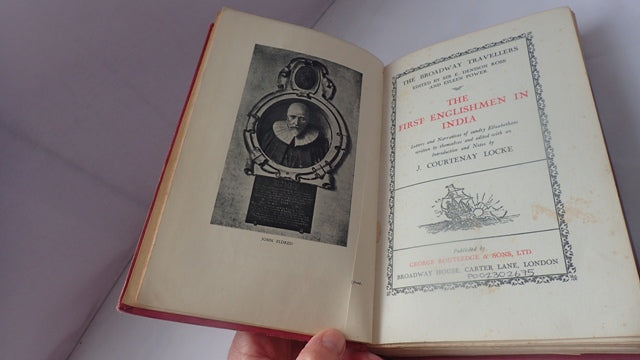 JOHN ELDRED
THE BROADWAY TRAVELLERS
EDITED BY SIR E. DENISON ROSS
AND EILEEN POWER
THE
FIRST ENGLISHMEN IN
INDIA
Letters and Narratives of sundry Elizabethans
written by themselves and edited with an
Introduction and Notes by
J. COURTENAY LOCKE
Published by
GEORGE ROUTLEDGE & SONS, LTD.
BROADWAY HOUSE, CARTER LANE, LONDON
P002302675